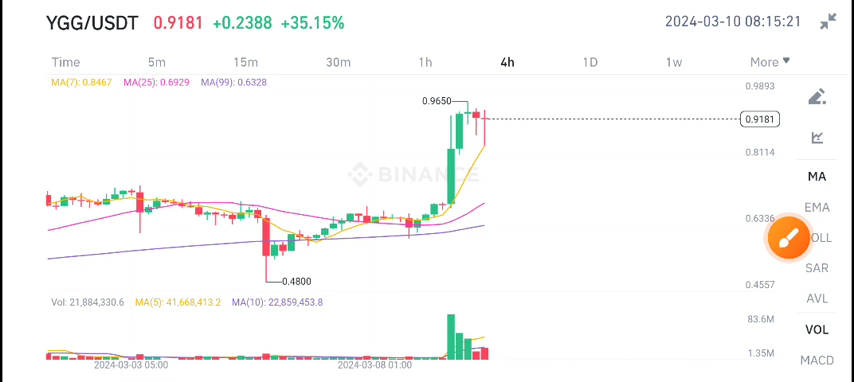 YGG/USDT 0.9181 +0.2388 +35.15% 2024-03-10 08:15:21
Time 5m 15m 30m 1h 4h 1D 1w More
MA(7): 0.8467 MA(25): 0.6929 MA(99): 0.6328
0.9893
0.9650
0.9181
0.8114
BINANCE
MA
EMA
0.6336
OLL
SAR
0.4800
0.4557
AVL
Vol: 21,884,330.6 MA(5): 41,668,413.2 MA(10): 22,859,453.8
83.6M
VOL
1.35M
MACD
2024-03-03 05:00 2024-03-08 01:00